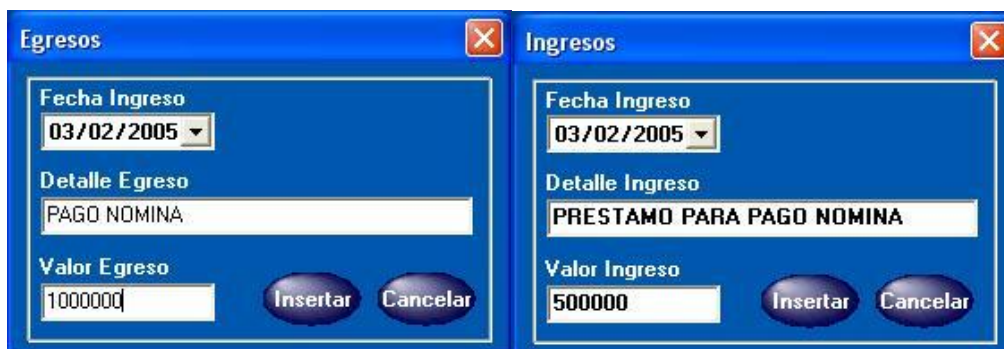 Egresos
Fecha Ingreso
03/02/2005
Detalle Egreso
PAGO NOMINA
Valor Egreso
1000000
Insertar Cancelar
Ingresos
Fecha Ingreso
03/02/2005
Detalle Ingreso
PRESTAMO PARA PAGO NOMINA
Valor Ingreso
500000
Insertar Cancelar